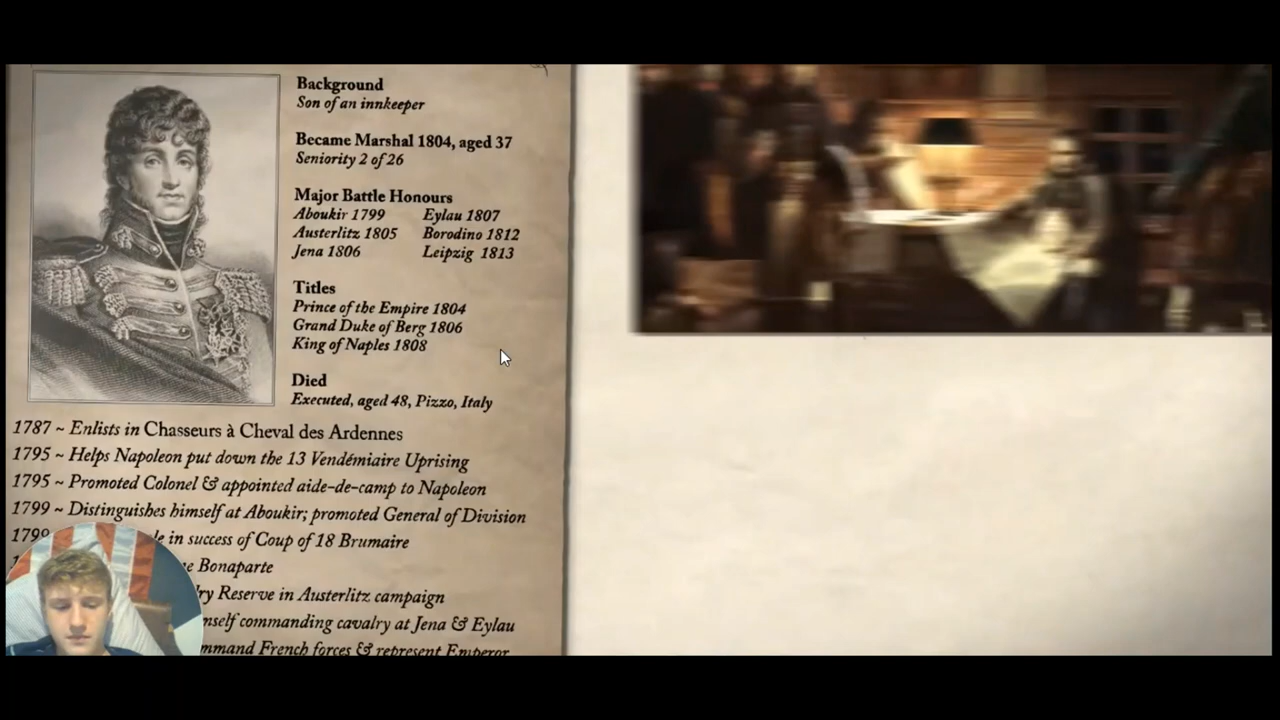 Background
Son of an innkeeper
Became Marshal 1804, aged 37
Seniority 2 of 26
Major Battle Honours
Aboukir 1799 Eylau 1807
Austerlitz 1805 Borodino 1812
Jena 1806 Leipzig 1813
Titles
Prince of the Empire 1804
Grand Duke of Berg 1806
King of Naples 1808
Died
Executed, aged 48, Pizzo, Italy
1787 ~ Enlists in Chasseurs à Cheval des Ardennes
1795 ~ Helps Napoleon put down the 13 Vendémiaire Uprising
1795 ~ Promoted Colonel & appointed aide-de-camp to Napoleon
1799 ~ Distinguishes himself at Aboukir; promoted General of Division
1799 in success of Coup of 18 Brumaire
Bonaparte
Reserve in Austerlitz campaign
commanding cavalry at Jena & Eylau
French forces & represent Emperor